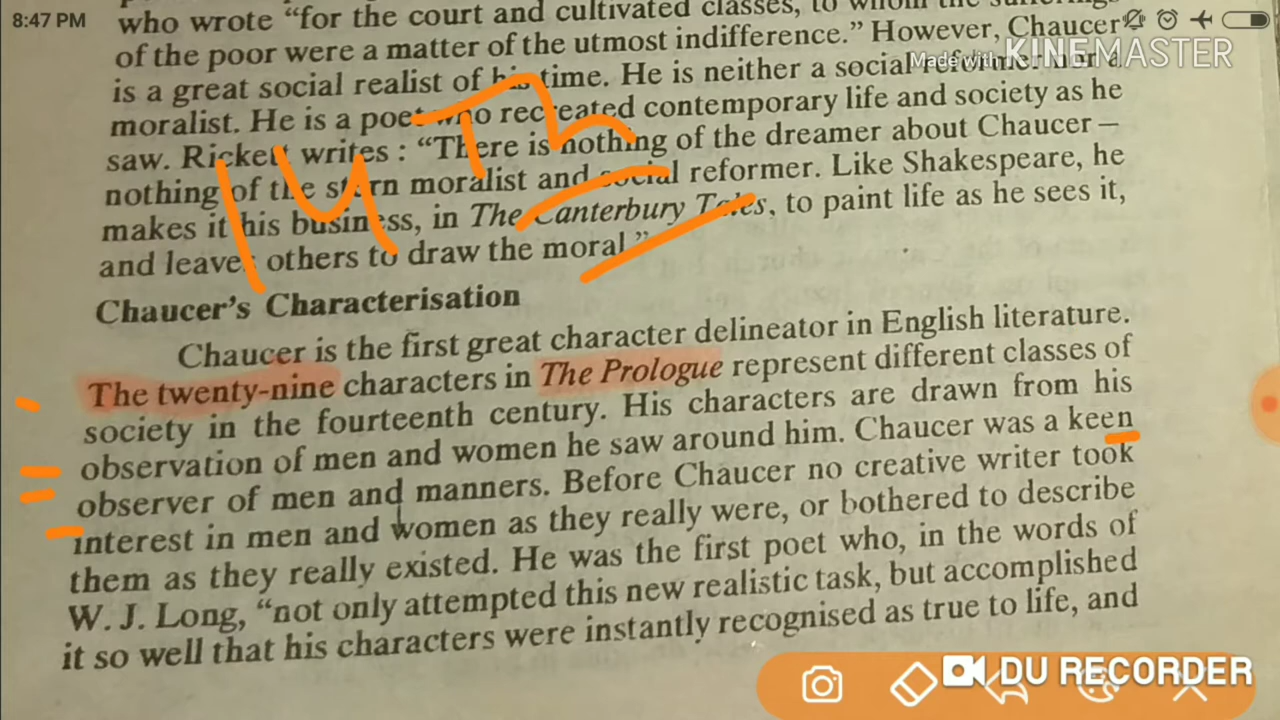 8:47 PM
who wrote "for the court and cultivated classes, to whom the sufferings
of the poor were a matter of the utmost indifference." However, Chaucer
Made with KINEMASTER
is a great social realist of his time. He is neither a social reformer nor a
moralist. He is a poet who recreated contemporary life and society as he
saw. Rickett writes : "There is nothing of the dreamer about Chaucer—
nothing of the stern moralist and social reformer. Like Shakespeare, he
makes it his business, in The Canterbury Tales, to paint life as he sees it,
and leaves others to draw the moral."
14 Th
Chaucer's Characterisation
Chaucer is the first great character delineator in English literature.
The twenty-nine characters in The Prologue represent different classes of
society in the fourteenth century. His characters are drawn from his
observation of men and women he saw around him. Chaucer was a keen
observer of men and manners. Before Chaucer no creative writer took
interest in men and women as they really were, or bothered to describe
them as they really existed. He was the first poet who, in the words of
W. J. Long, "not only attempted this new realistic task, but accomplished
it so well that his characters were instantly recognised as true to life, and
DU RECORDER